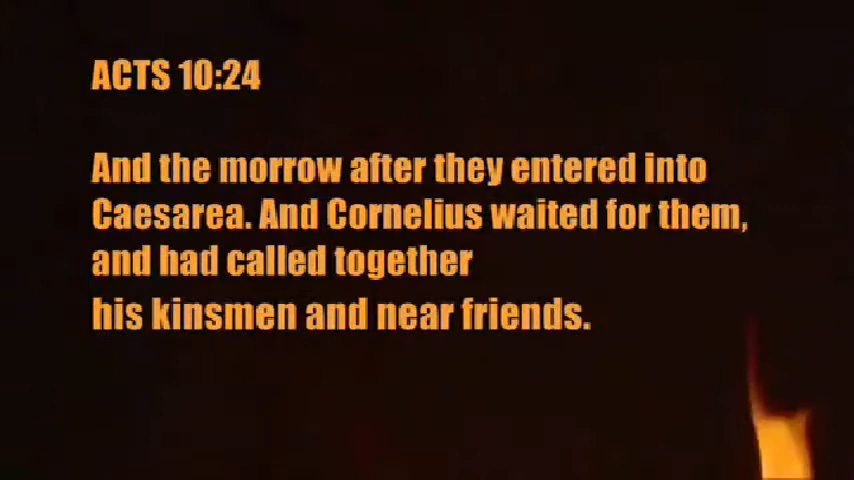 ACTS 10:24
And the morrow after they entered into
Caesarea. And Cornelius waited for them,
and had called together
his kinsmen and near friends.